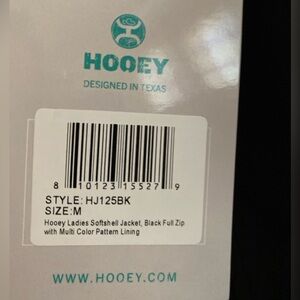 HOOEY
DESIGNED IN TEXAS
8 10123 15527 9
STYLE: HJ125BK
SIZE:M
Hooey Ladies Softshell Jacket, Black Full Zip
with Multi Color Pattern Lining
WWW.HOOEY.COM